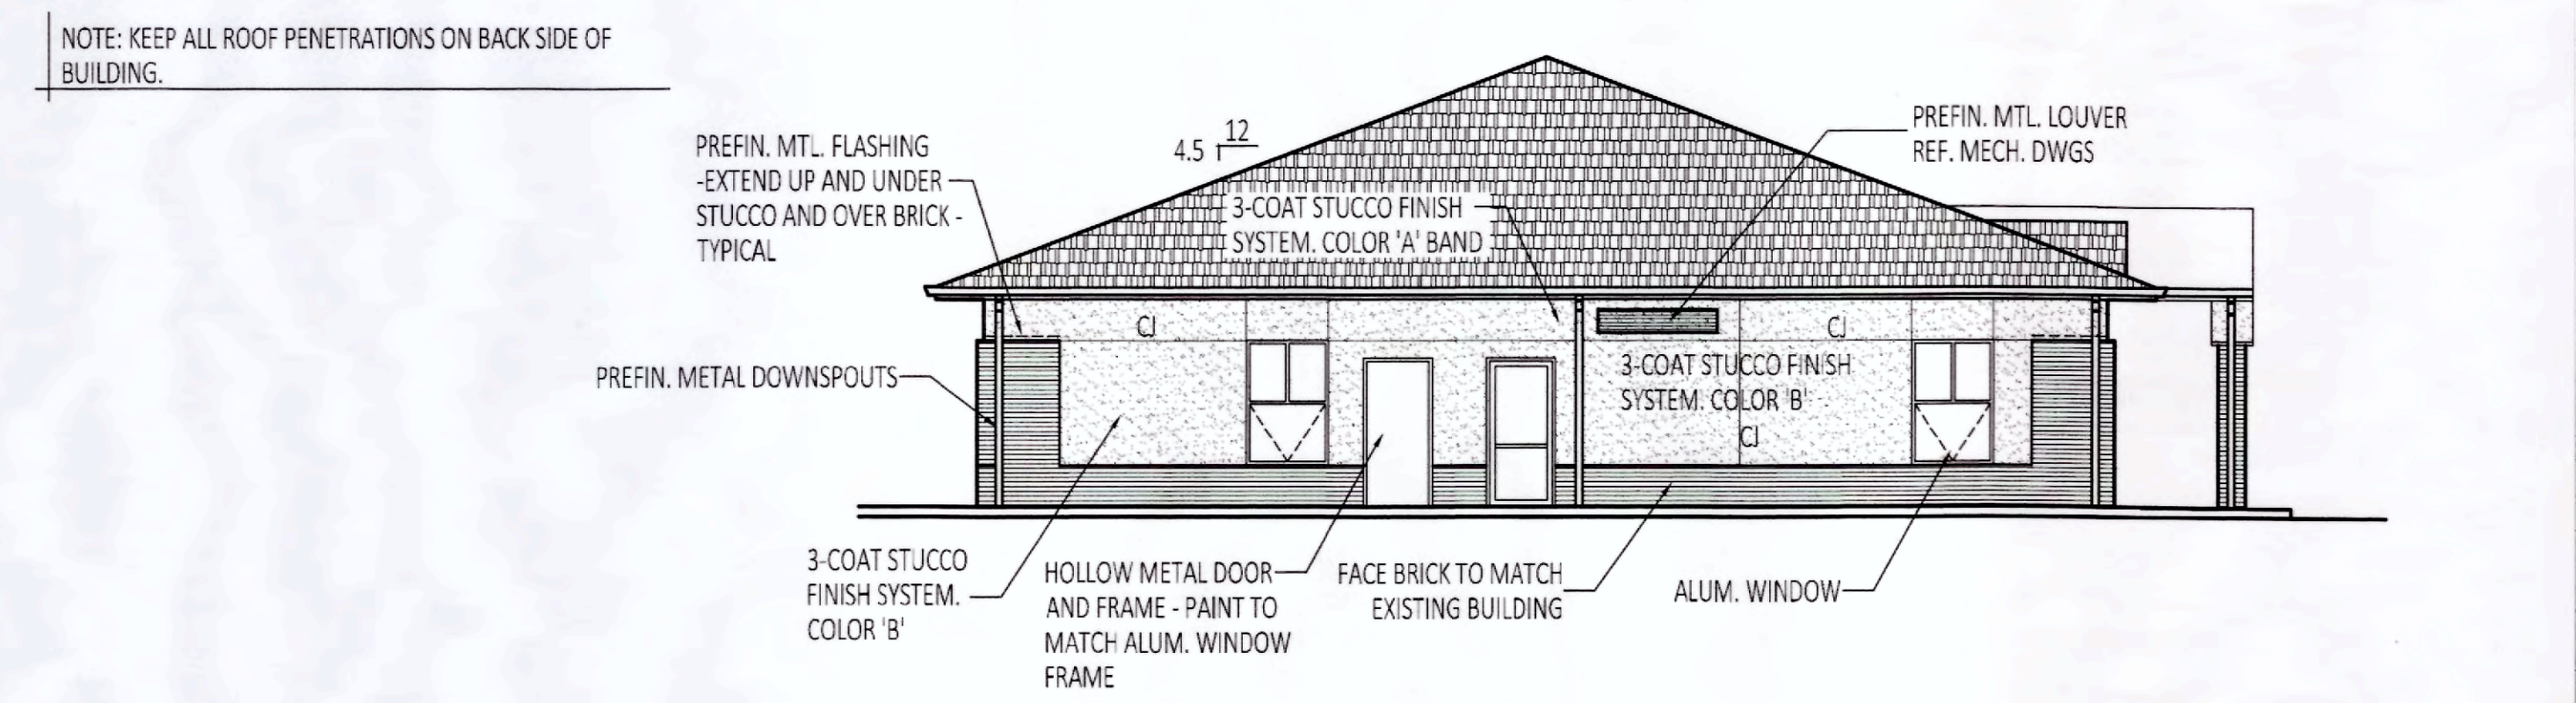 NOTE: KEEP ALL ROOF PENETRATIONS ON BACK SIDE OF
BUILDING.
PREFIN. MTL. FLASHING
-EXTEND UP AND UNDER
STUCCO AND OVER BRICK -
TYPICAL
12
4.5
3-COAT STUCCO FINISH
SYSTEM. COLOR 'A' BAND
PREFIN. MTL. LOUVER
REF. MECH. DWGS
CJ
CJ
PREFIN. METAL DOWNSPOUTS
3-COAT STUCCO FINISH
SYSTEM. COLOR 'B'
CJ
3-COAT STUCCO
FINISH SYSTEM.
COLOR 'B'
HOLLOW METAL DOOR
AND FRAME - PAINT TO
MATCH ALUM. WINDOW
FRAME
FACE BRICK TO MATCH
EXISTING BUILDING
ALUM. WINDOW